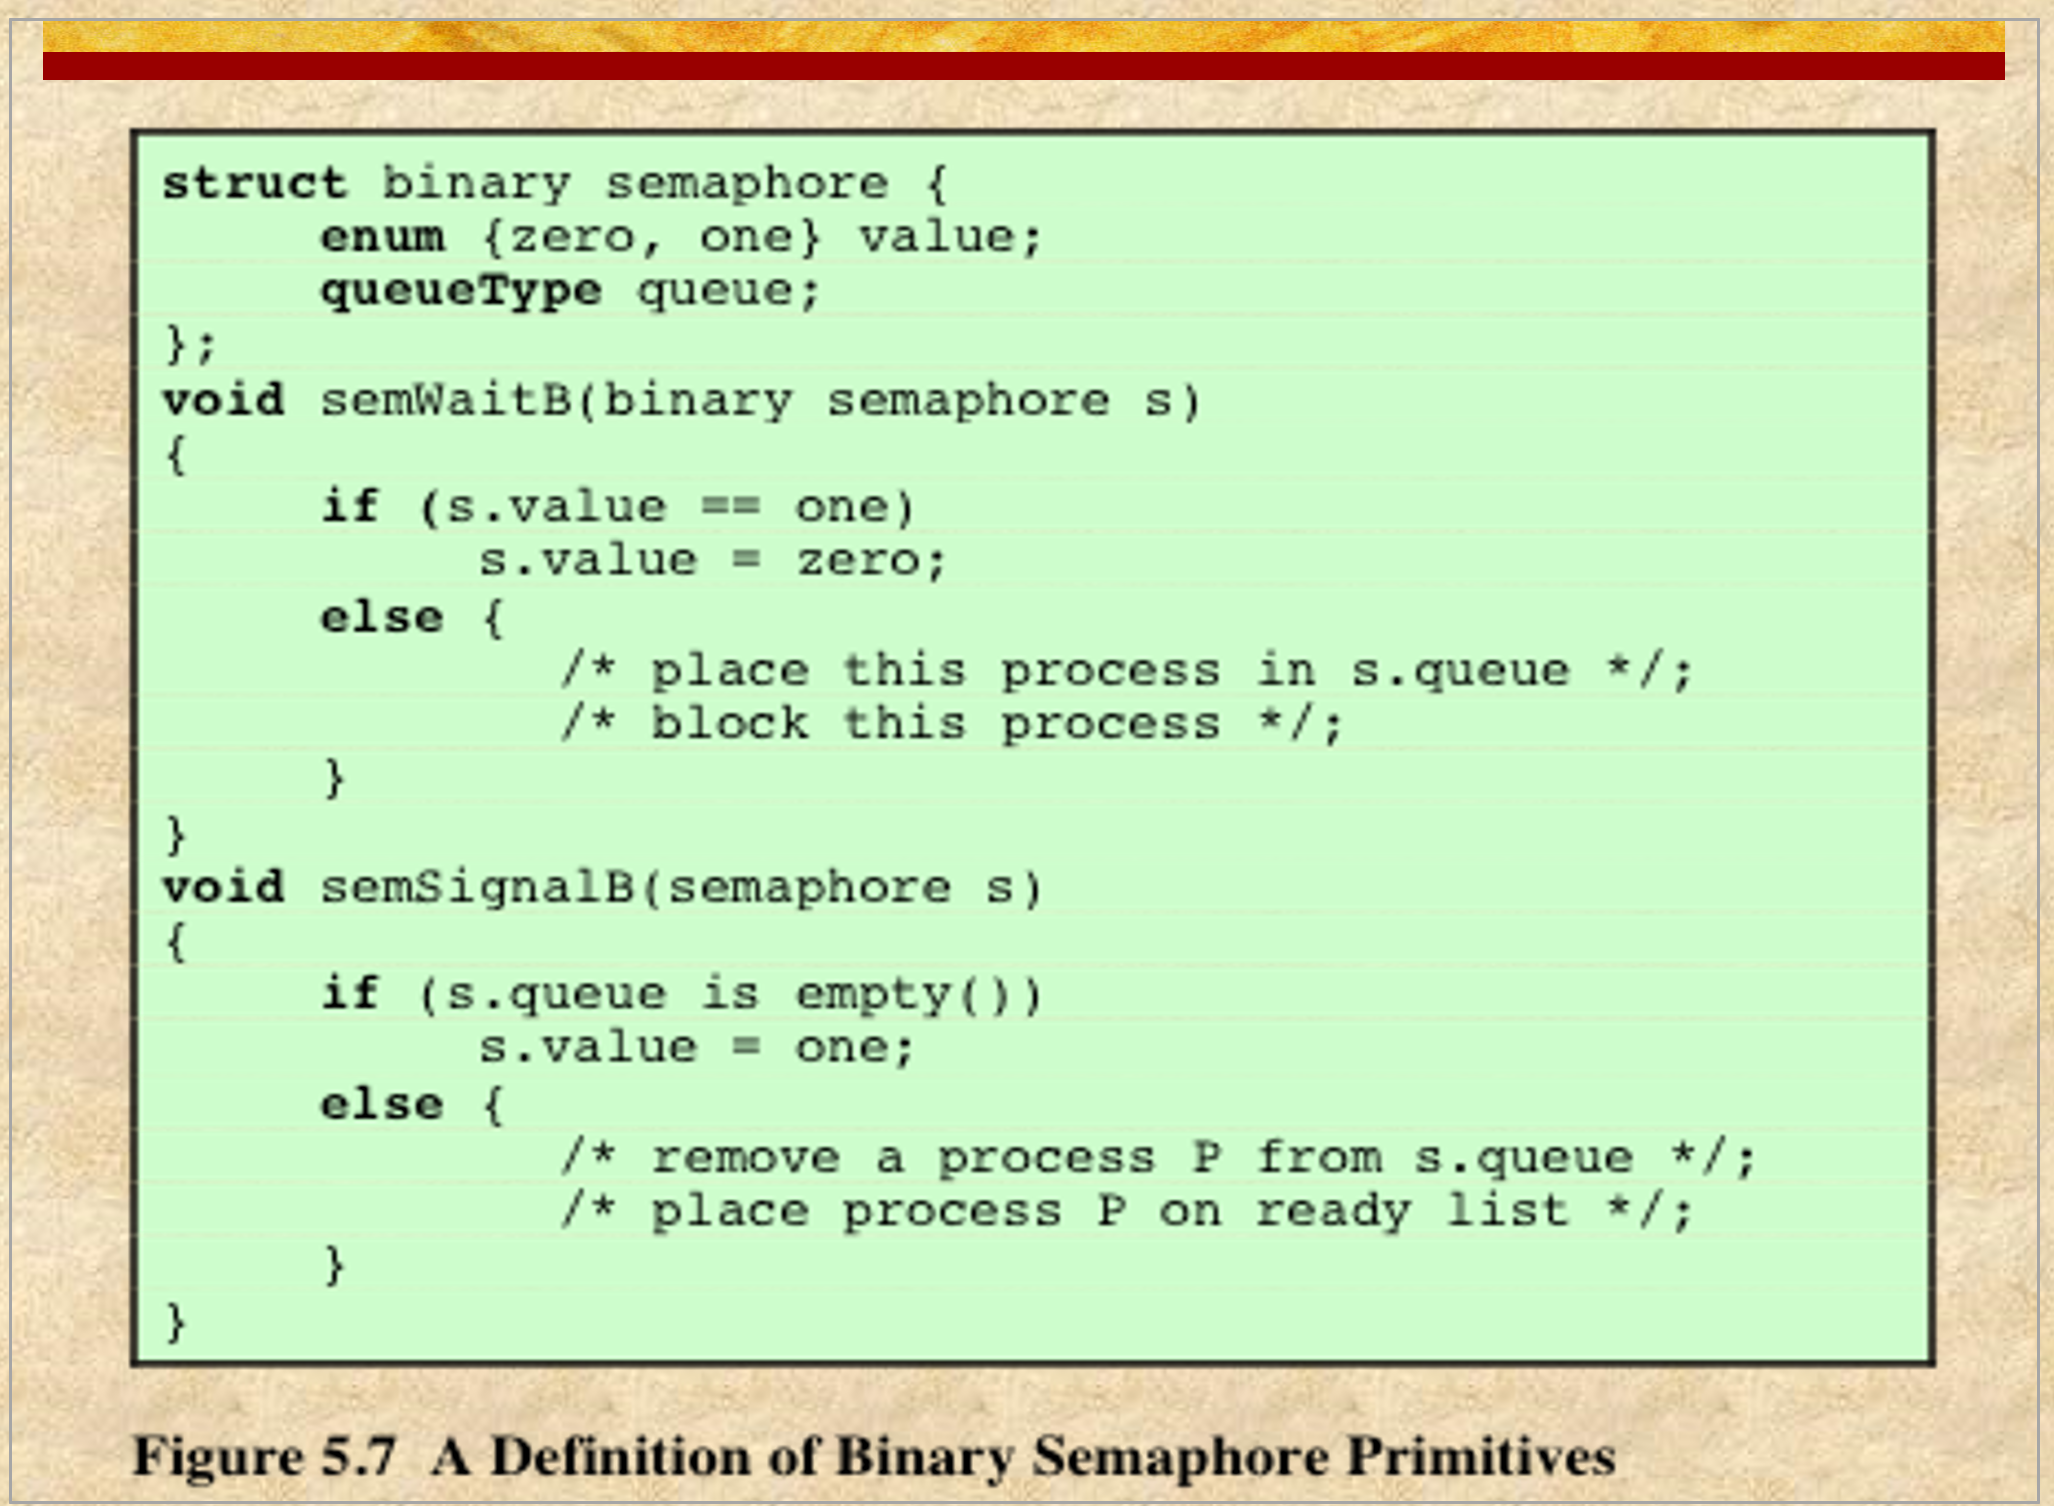 struct binary semaphore {
enum {zero, one} value;
queueType queue;
};
void semWaitB(binary semaphore s)
{
if (s.value == one)
s.value = zero;
else {
/* place this process in s.queue */;
/* block this process */;
}
}
void semSignalB(semaphore s)
{
if (s.queue is empty())
s.value = one;
else {
/* remove a process P from s.queue */;
/* place process P on ready list */;
}
}
Figure 5.7 A Definition of Binary Semaphore Primitives